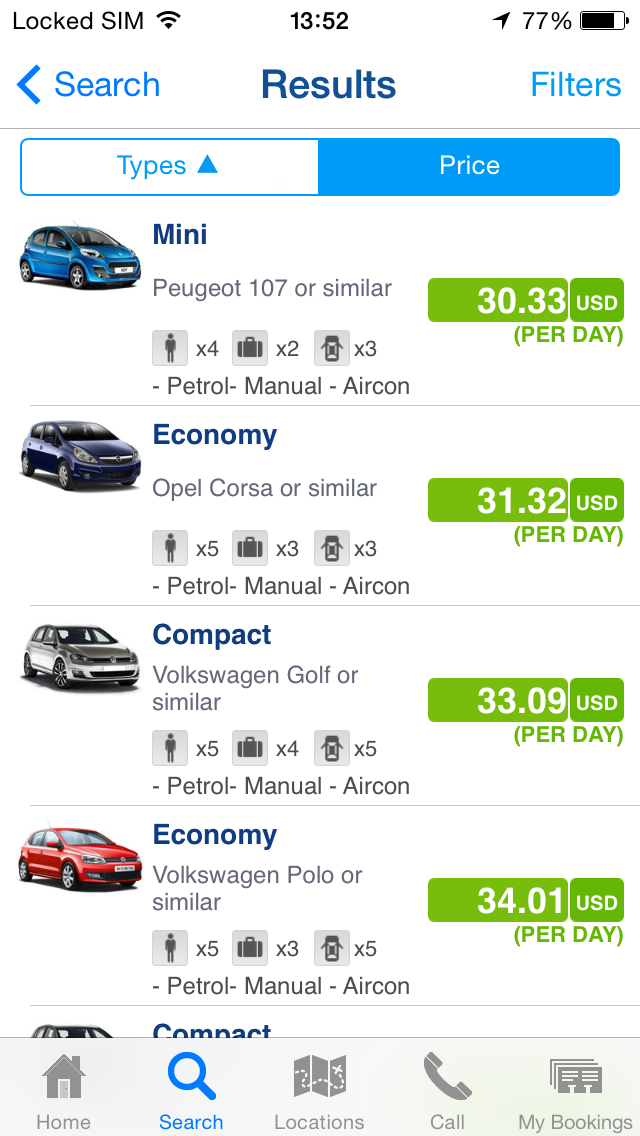 Locked SIM 13:52 77%
Search Results Filters
Types ▲ Price
Mini
Peugeot 107 or similar
30.33 USD
(PER DAY)
x4 x2 x3
- Petrol- Manual - Aircon
Economy
Opel Corsa or similar
31.32 USD
(PER DAY)
x5 x3 x3
- Petrol- Manual - Aircon
Compact
Volkswagen Golf or
similar
33.09 USD
(PER DAY)
x5 x4 x5
- Petrol- Manual - Aircon
Economy
Volkswagen Polo or
similar
34.01 USD
(PER DAY)
x5 x3 x5
- Petrol- Manual - Aircon
Compact
Home Search Locations Call My Bookings